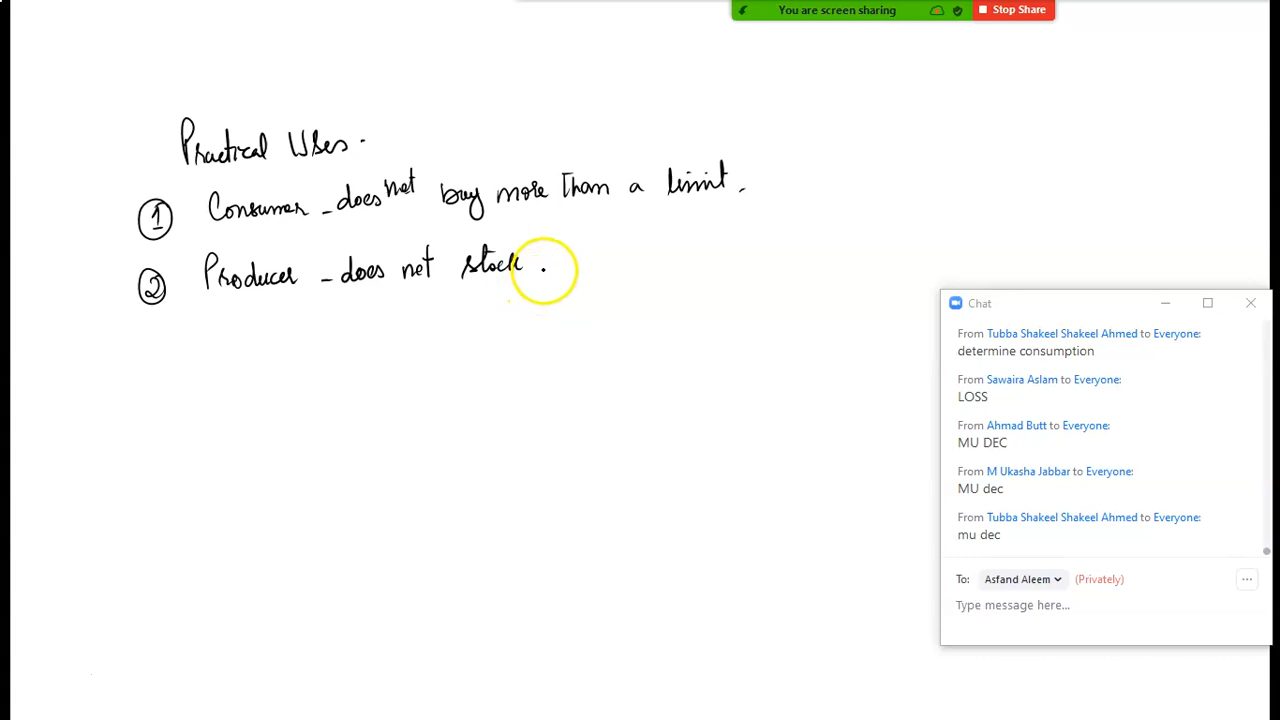 You are screen sharing
Stop Share
Practical Uses.
① Consumer - does not buy more than a limit.
② Producer - does not stock.
Chat
From Tubba Shakeel Shakeel Ahmed to Everyone:
determine consumption
From Sawaira Aslam to Everyone:
LOSS
From Ahmad Butt to Everyone:
MU DEC
From M Ukasha Jabbar to Everyone:
MU dec
From Tubba Shakeel Shakeel Ahmed to Everyone:
mu dec
To: Asfand Aleem (Privately)
Type message here...